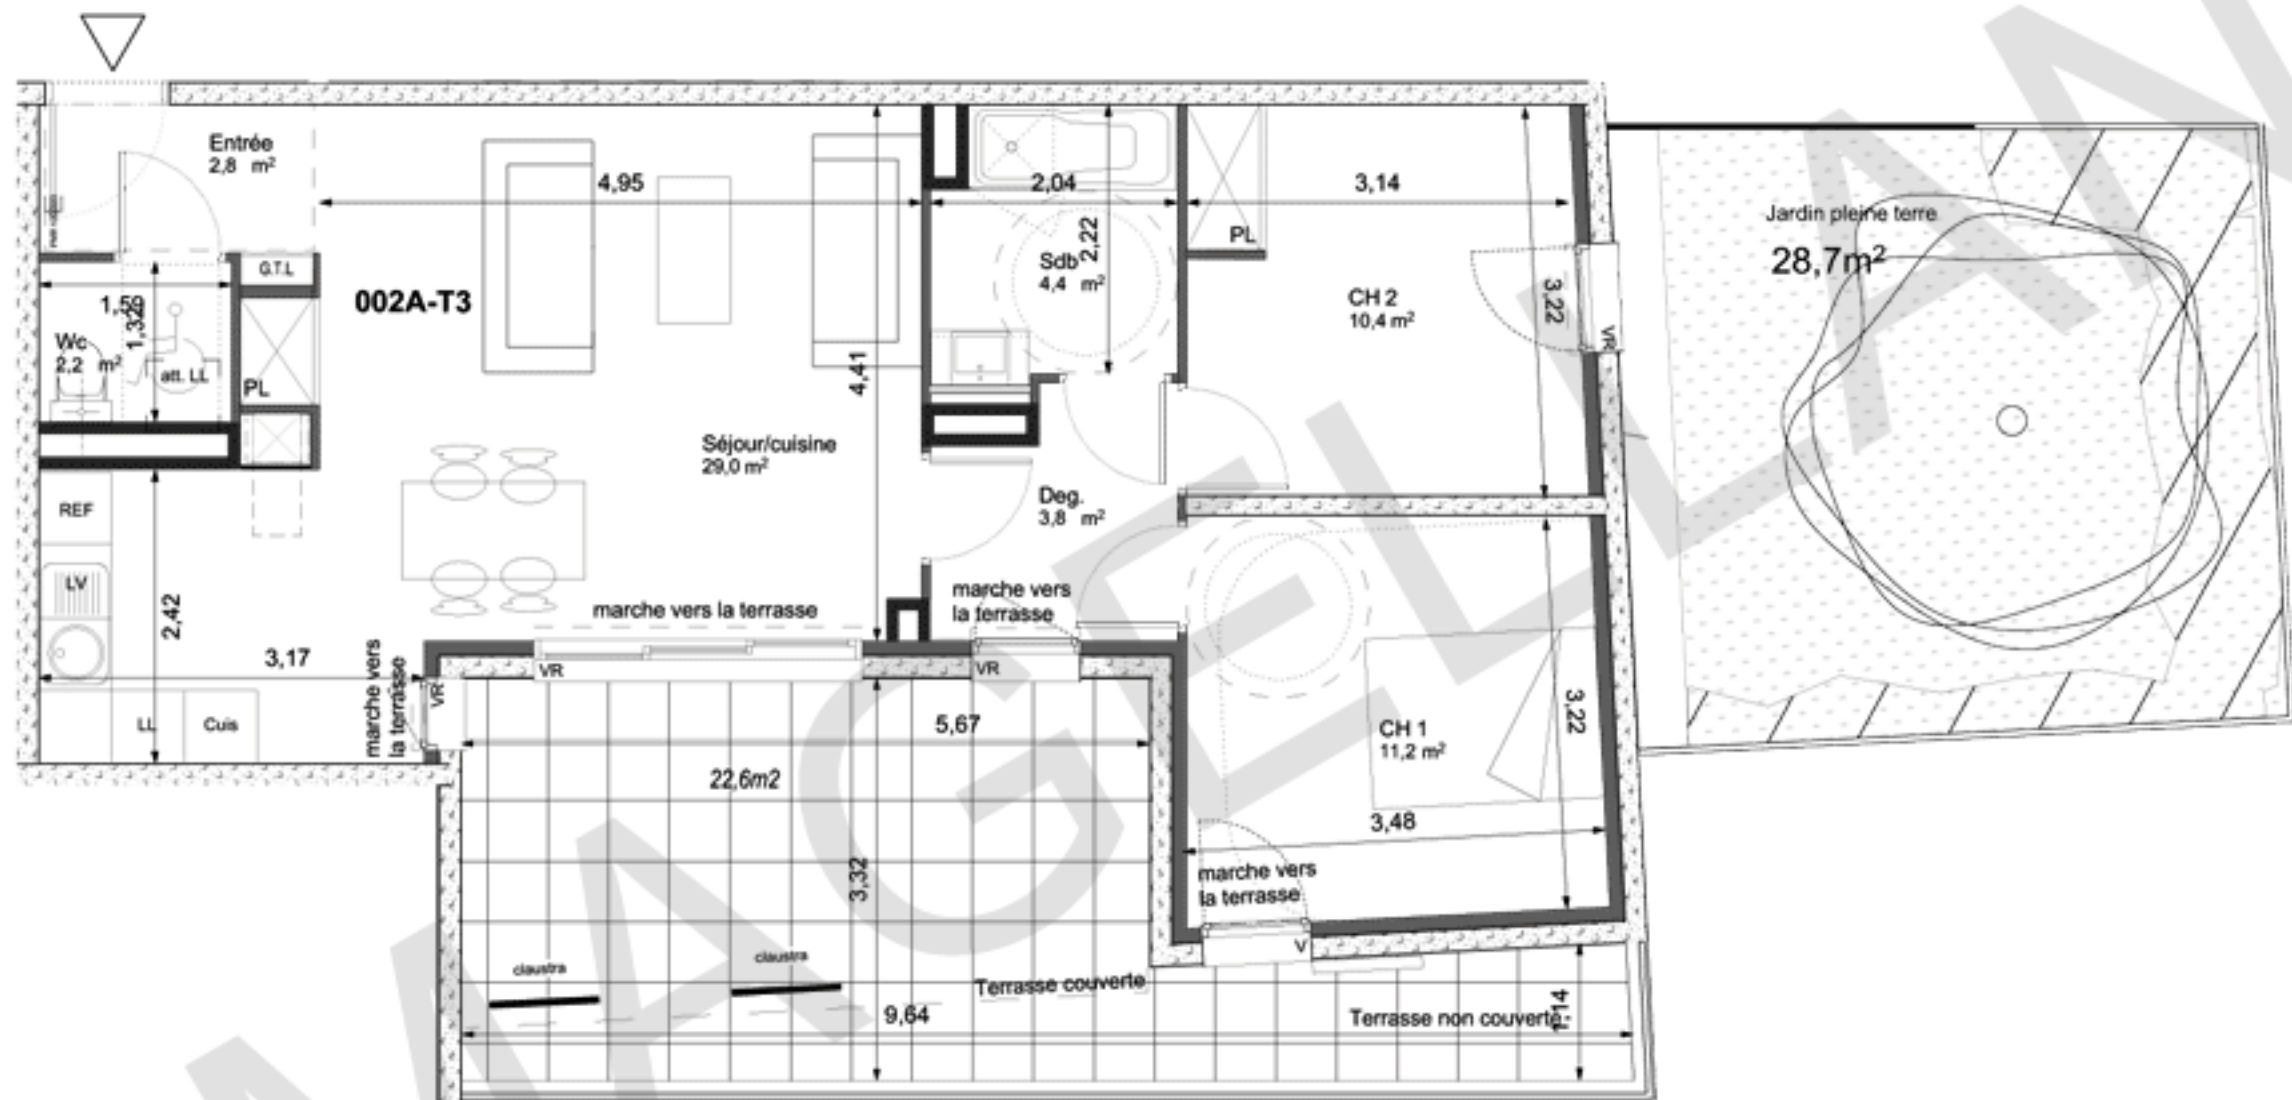 Entrée
2,8 m²
4,95
2,04
3,14
Jardin pleine terre
28,7m²
PL
2,22
Sdb
4,4 m²
G.T.L
002A-T3
1,59
1,32
Wc
2,2 m²
att. LL
PL
CH 2
10,4 m²
3,22
VR
4,41
Séjour/cuisine
29,0 m²
REF
Deg.
3,8 m²
LV
2,42
marche vers la terrasse
marche vers
la terrasse
3,17
marche vers
la terrasse
VR
VR
VR
LL
Cuis
5,67
22,6m2
CH 1
11,2 m²
3,22
3,48
3,32
marche vers
la terrasse
V
claustra
claustra
Terrasse couverte
9,64
Terrasse non couverte
1,14
MAGELLAN